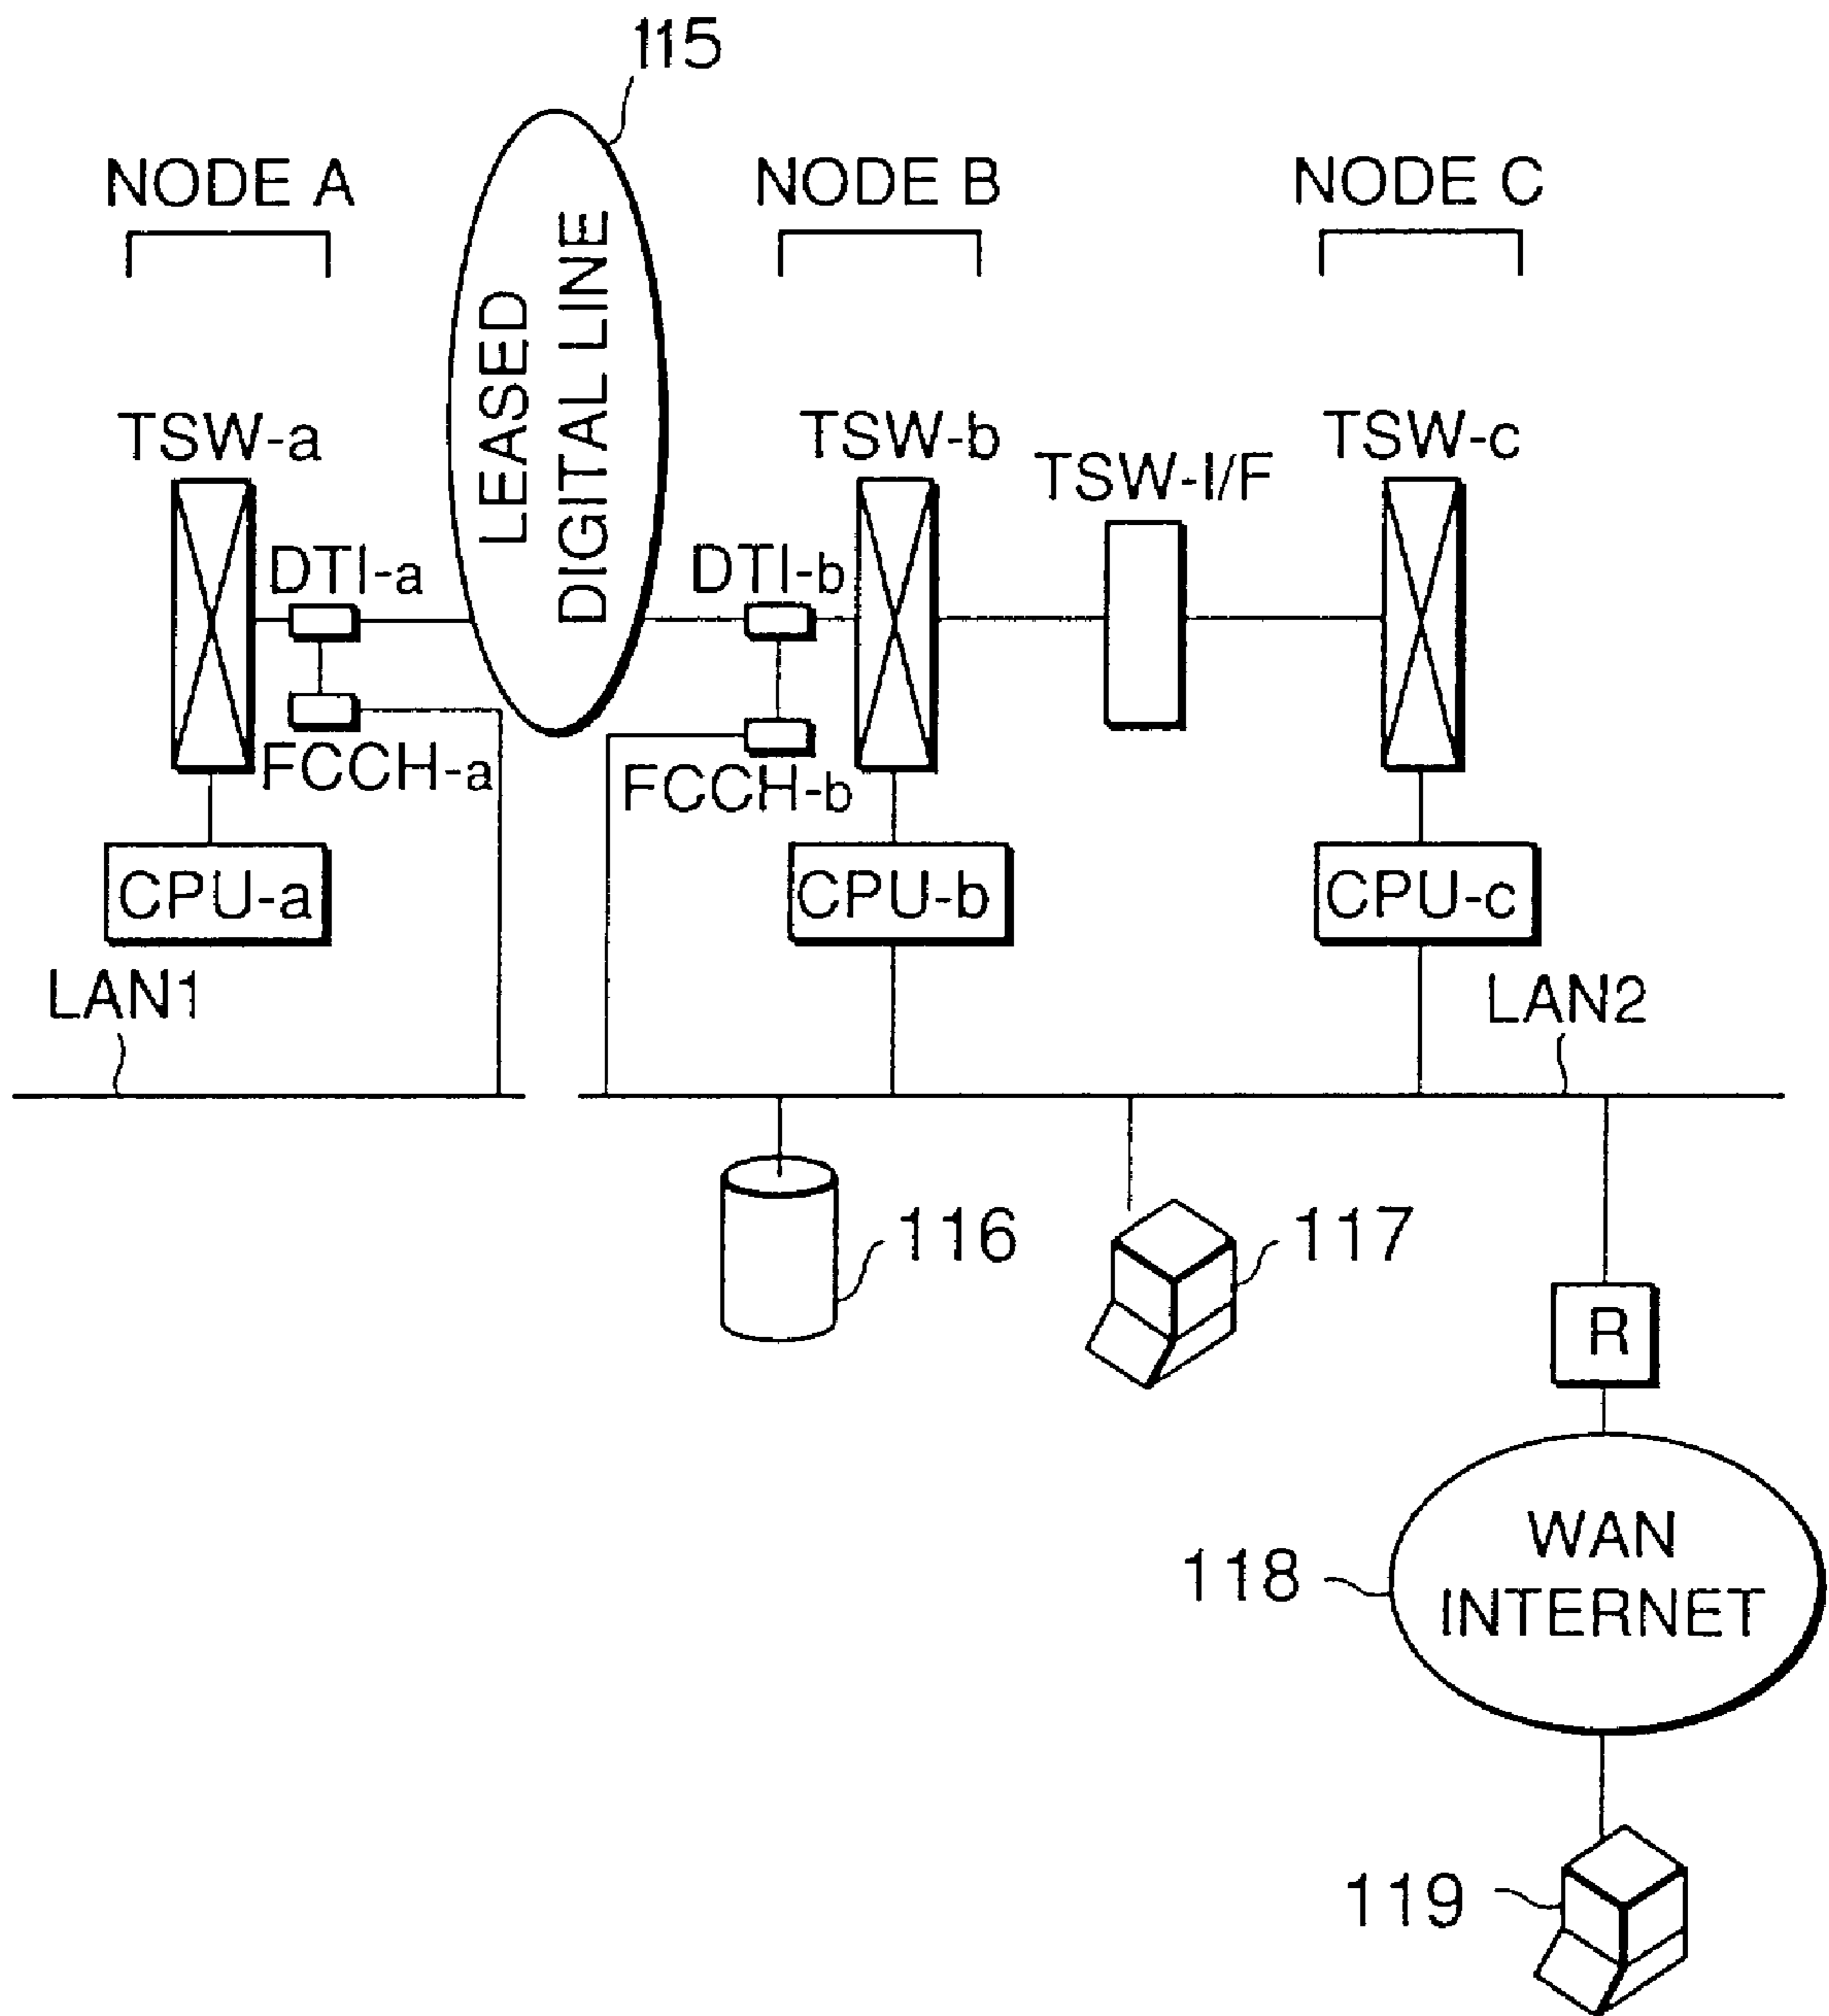 115
NODE A
NODE B
NODE C
LEASED
DIGITAL LINE
TSW-a
TSW-b
TSW-I/F
TSW-c
DTI-a
DTI-b
FCCH-a
FCCH-b
CPU-a
CPU-b
CPU-c
LAN1
LAN2
116
117
R
118
WAN
INTERNET
119